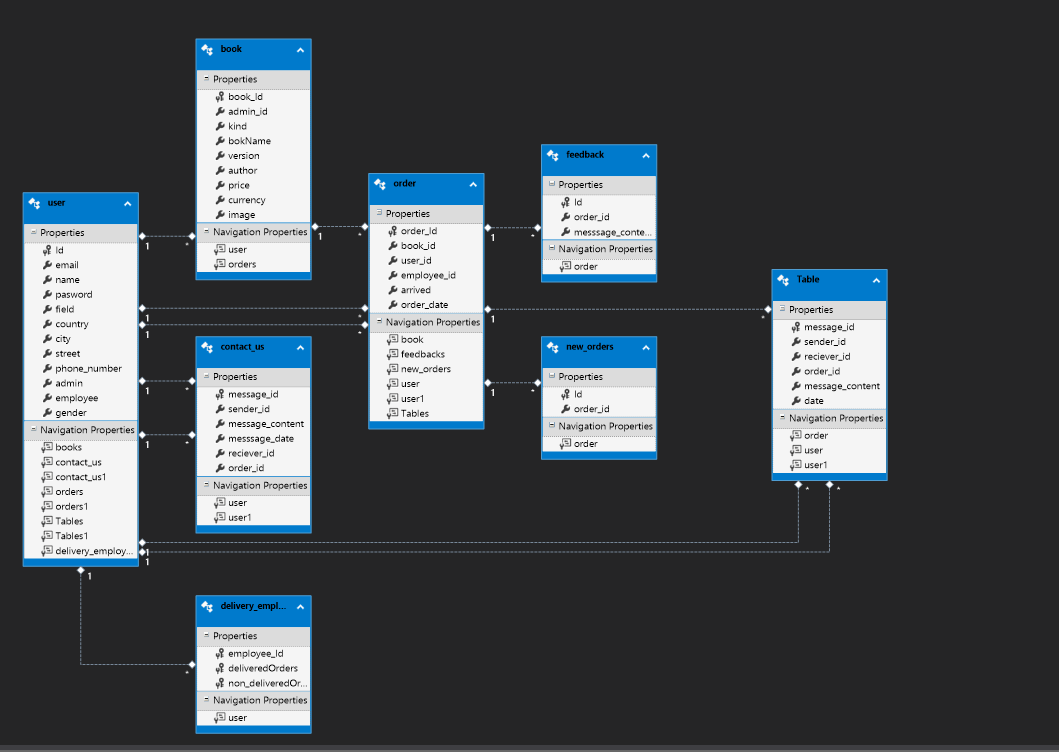 book
Properties
book_Id
admin_id
kind
bokName
version
author
price
currency
image
Navigation Properties
user
orders
user
Properties
Id
email
name
pasword
field
country
city
street
phone_number
admin
employee
gender
Navigation Properties
books
contact_us
contact_us1
orders
orders1
Tables
Tables1
delivery_employ...
order
Properties
order_Id
book_id
user_id
employee_id
arrived
order_date
Navigation Properties
book
feedbacks
new_orders
user
user1
Tables
feedback
Properties
Id
order_id
messsage_conte...
Navigation Properties
order
contact_us
Properties
message_id
sender_id
message_content
messsage_date
reciever_id
order_id
Navigation Properties
user
user1
new_orders
Properties
Id
order_id
Navigation Properties
order
Table
Properties
message_id
sender_id
reciever_id
order_id
message_content
date
Navigation Properties
order
user
user1
delivery_empl...
Properties
employee_Id
deliveredOrders
non_deliveredOr...
Navigation Properties
user
1
*
1
*
1
*
1
*
1
*
1
*
1
*
1
*
1
*
1
*
1
*
1
*